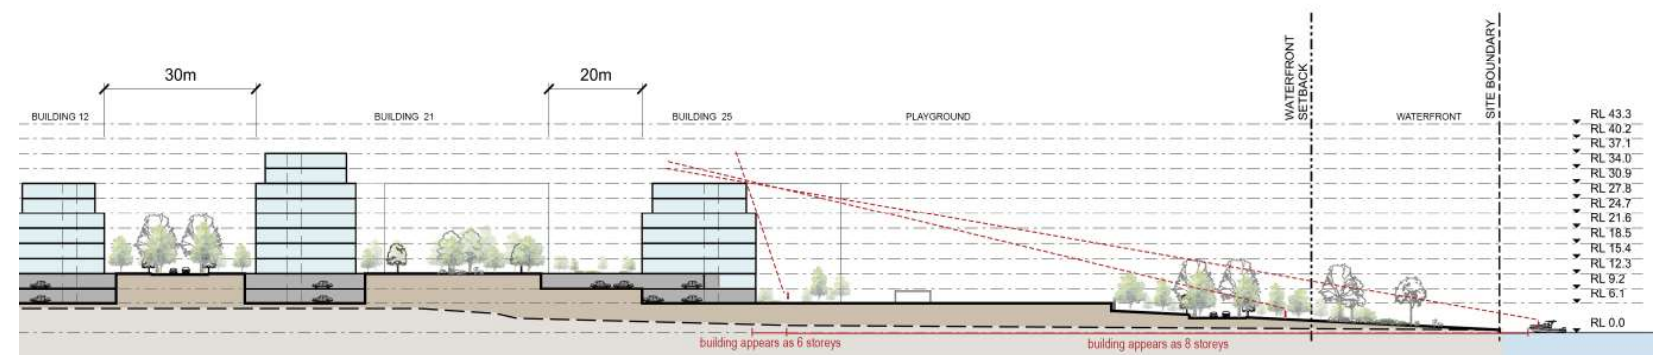 30m
20m
WATERFRONT
SETBACK
SITE BOUNDARY
BUILDING 12
BUILDING 21
BUILDING 25
PLAYGROUND
WATERFRONT
RL 43.3
RL 40.2
RL 37.1
RL 34.0
RL 30.9
RL 27.8
RL 24.7
RL 21.6
RL 18.5
RL 15.4
RL 12.3
RL 9.2
RL 6.1
RL 0.0
building appears as 6 storeys
building appears as 8 storeys